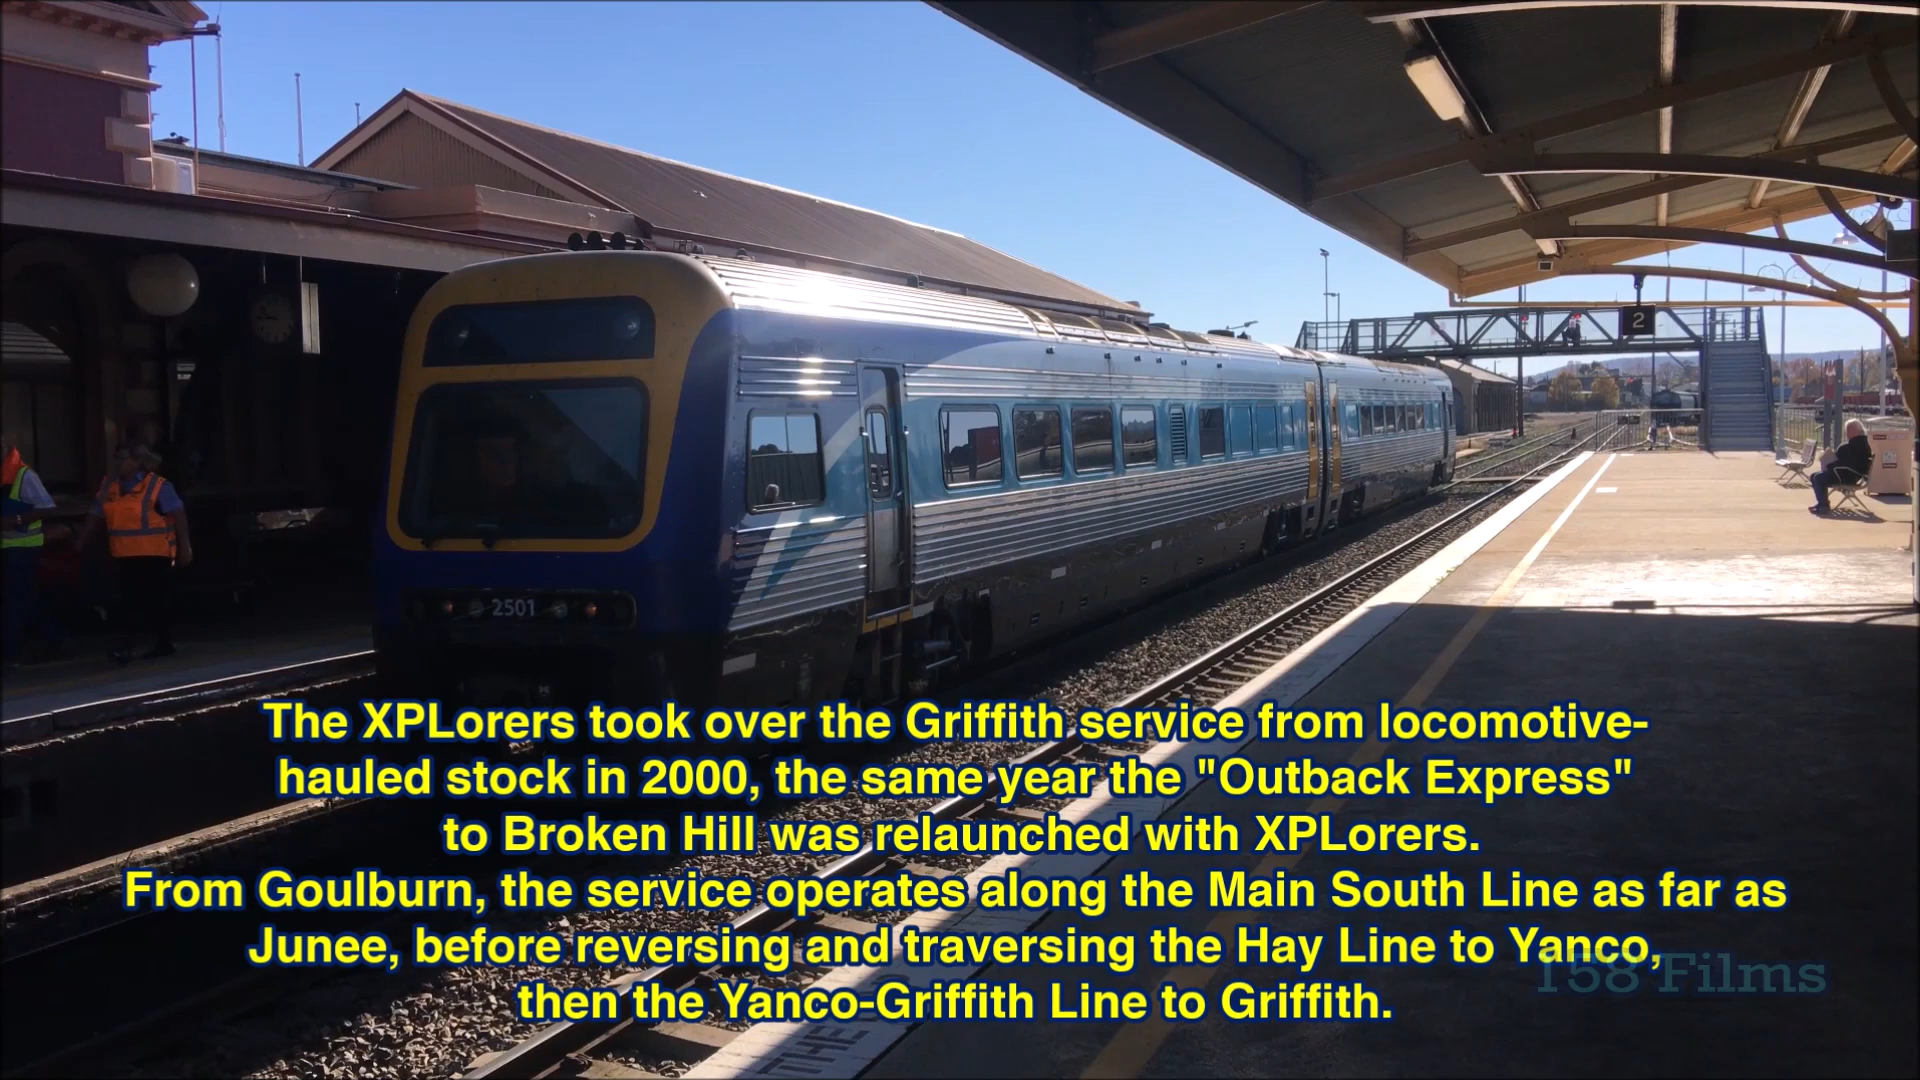 2
2501
The XPLorers took over the Griffith service from locomotive-
hauled stock in 2000, the same year the "Outback Express"
to Broken Hill was relaunched with XPLorers.
From Goulburn, the service operates along the Main South Line as far as
Junee, before reversing and traversing the Hay Line to Yanco,
then the Yanco-Griffith Line to Griffith.
158 Films
THE